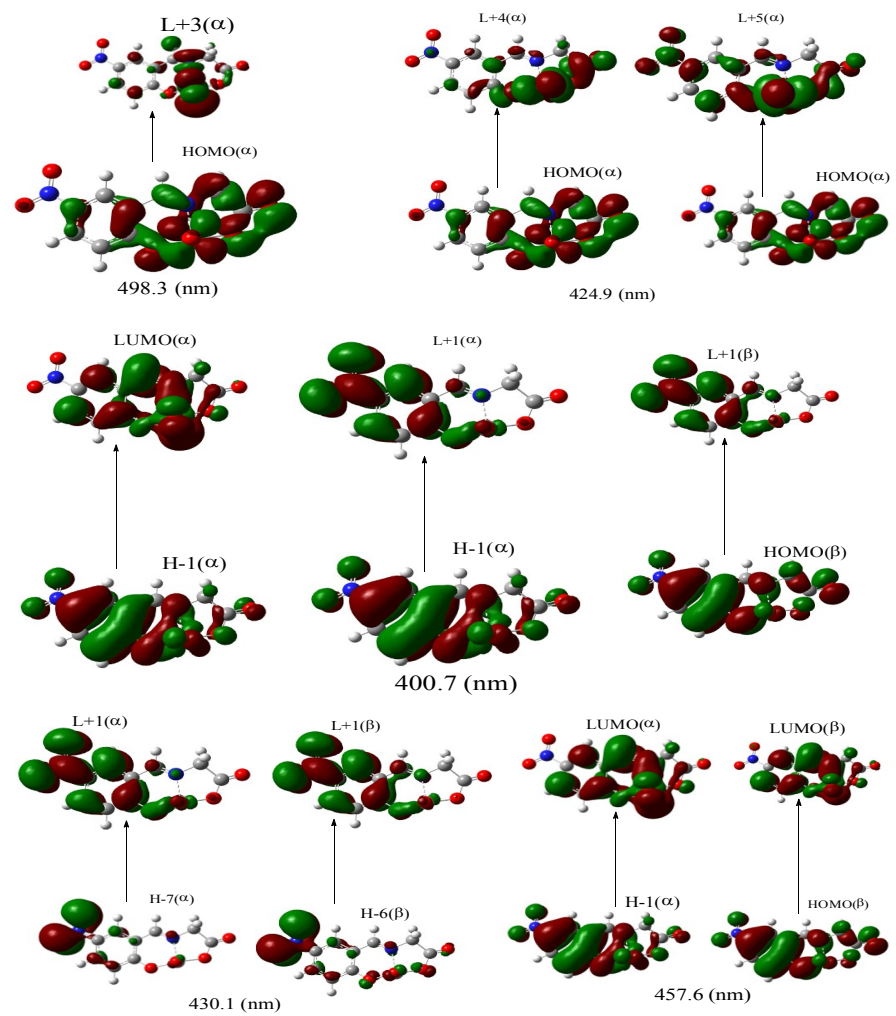 L+3(α)
L+4(α)
L+5(α)
HOMO(α)
HOMO(α)
HOMO(α)
498.3 (nm)
424.9 (nm)
LUMO(α)
L+1(α)
L+1(β)
H-1(α)
H-1(α)
HOMO(β)
400.7 (nm)
L+1(α)
L+1(β)
LUMO(α)
LUMO(β)
H-7(α)
H-6(β)
H-1(α)
HOMO(β)
430.1 (nm)
457.6 (nm)